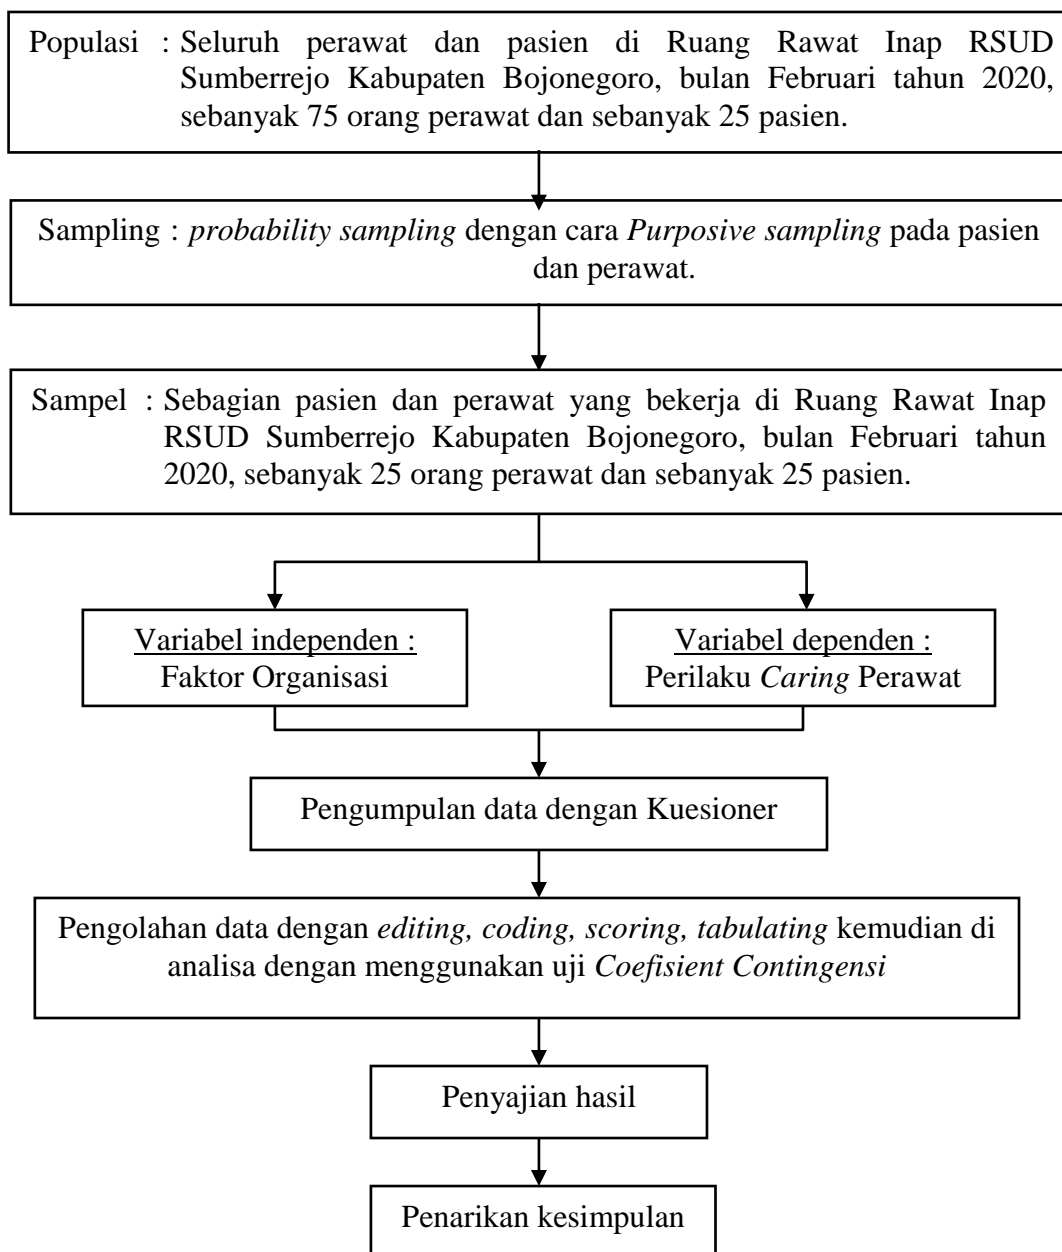 Populasi : Seluruh perawat dan pasien di Ruang Rawat Inap RSUD
Sumberrejo Kabupaten Bojonegoro, bulan Februari tahun 2020,
sebanyak 75 orang perawat dan sebanyak 25 pasien.
Sampling : probability sampling dengan cara Purposive sampling pada pasien
dan perawat.
Sampel : Sebagian pasien dan perawat yang bekerja di Ruang Rawat Inap
RSUD Sumberrejo Kabupaten Bojonegoro, bulan Februari tahun
2020, sebanyak 25 orang perawat dan sebanyak 25 pasien.
Variabel independen :
Faktor Organisasi
Variabel dependen :
Perilaku Caring Perawat
Pengumpulan data dengan Kuesioner
Pengolahan data dengan editing, coding, scoring, tabulating kemudian di
analisa dengan menggunakan uji Coefisient Contingensi
Penyajian hasil
Penarikan kesimpulan